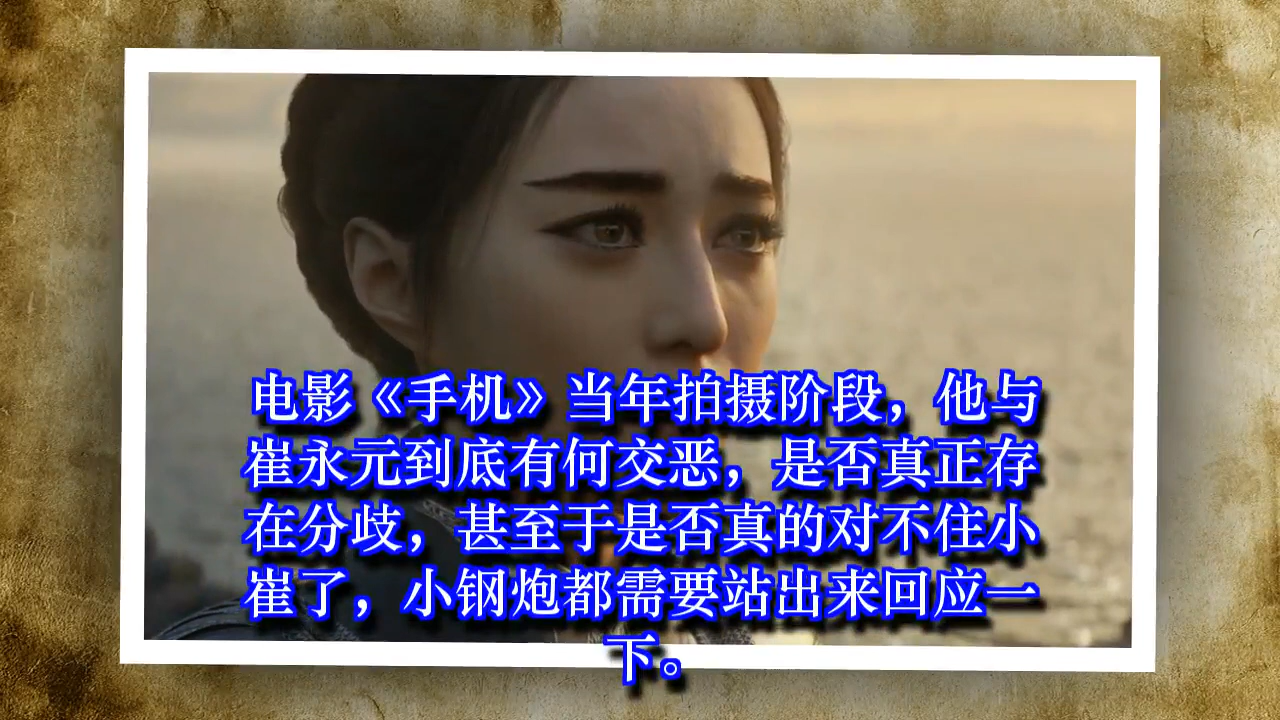 电影《手机》当年拍摄阶段，他与
崔永元到底有何交恶，是否真正存
在分歧，甚至于是否真的对不住小
崔了，小钢炮都需要站出来回应一
下。